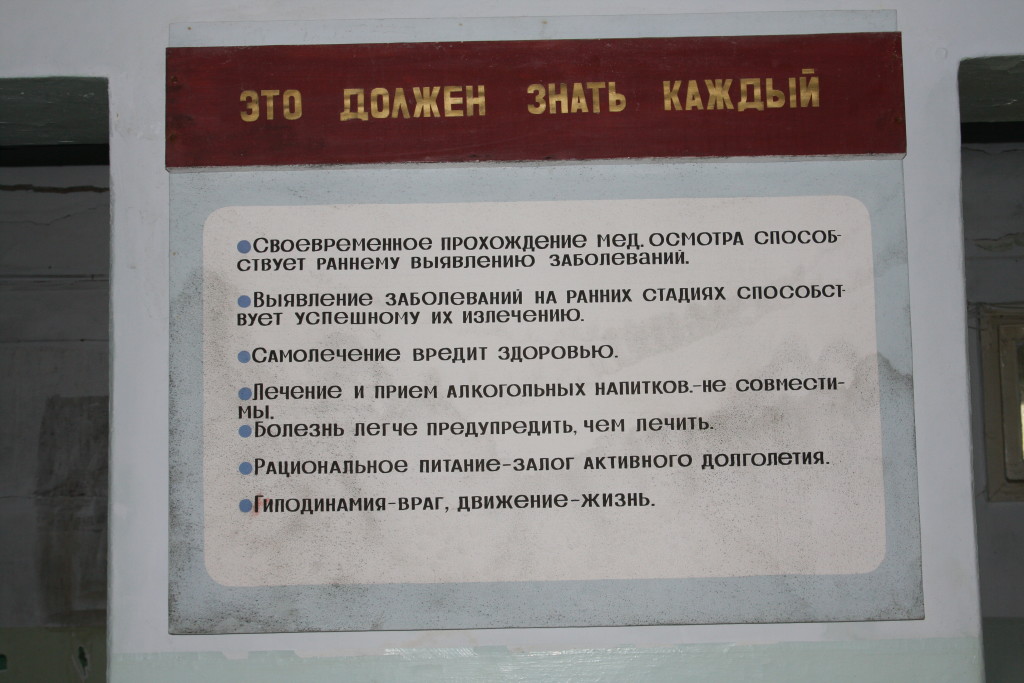 ЭТО ДОЛЖЕН ЗНАТЬ КАЖДЫЙ
Своевременное прохождение мед. осмотра способ-
ствует раннему выявлению заболеваний.
Выявление заболеваний на ранних стадиях способст-
вует успешному их излечению.
Самолечение вредит здоровью.
Лечение и прием алкогольных напитков.-не совмести-
мы.
Болезнь легче предупредить, чем лечить.
Рациональное питание-залог активного долголетия.
Гиподинамия-враг, движение-жизнь.